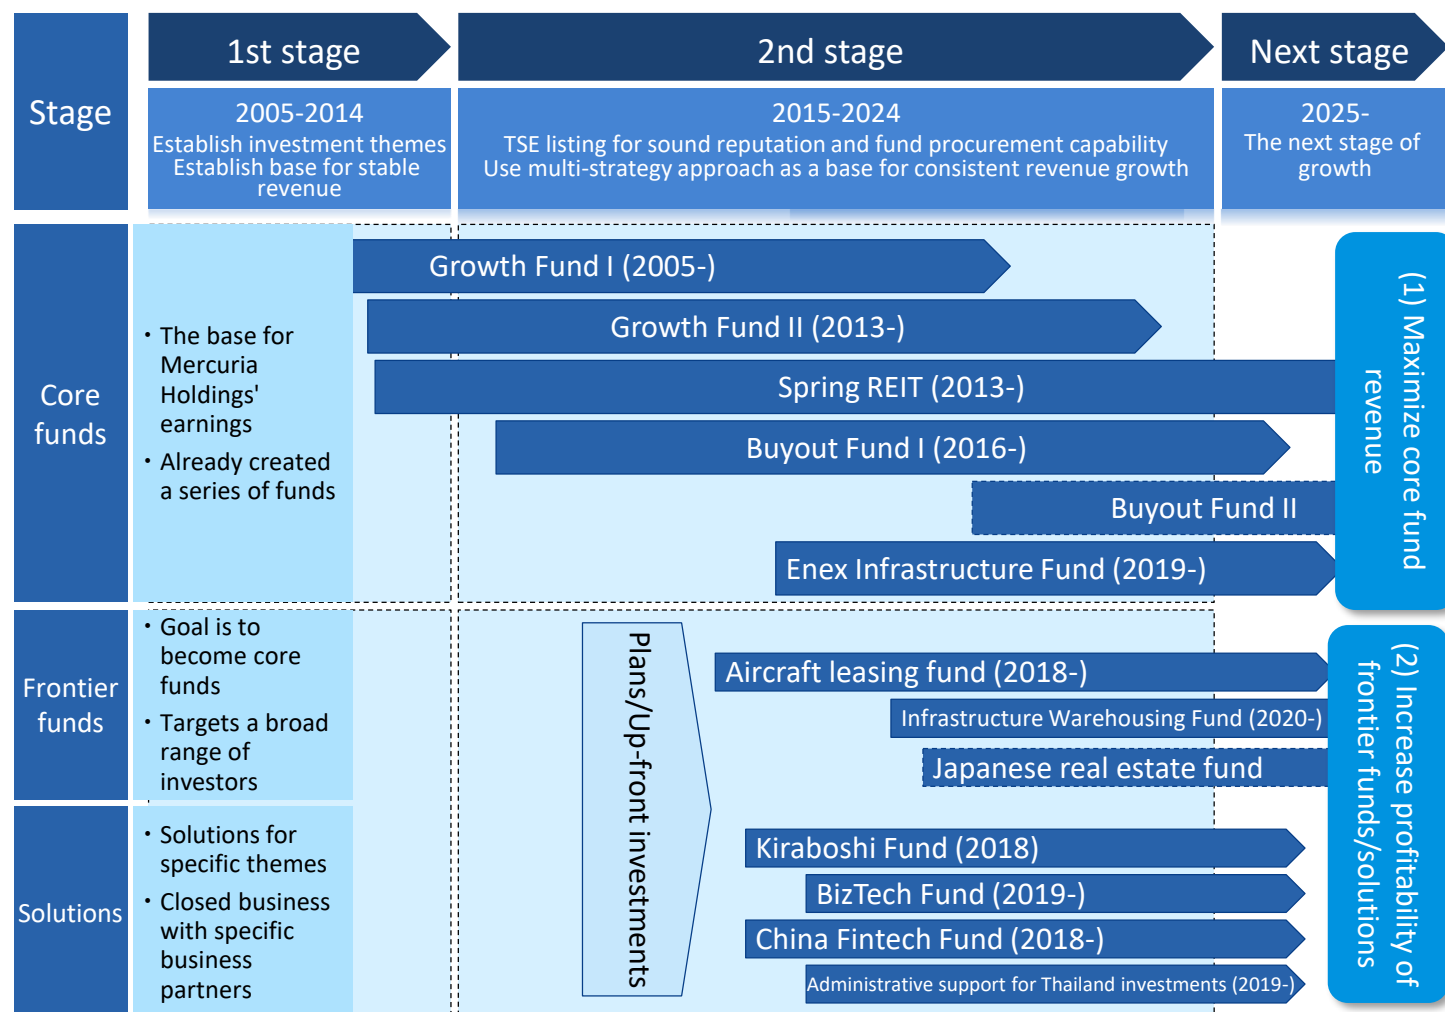 Stage
1st stage
2nd stage
Next stage
2005-2014
Establish investment themes
Establish base for stable
revenue
2015-2024
TSE listing for sound reputation and fund procurement capability
Use multi-strategy approach as a base for consistent revenue growth
2025-
The next stage of
growth
Core
funds
・The base for
Mercuria
Holdings'
earnings
・Already created
a series of funds
Growth Fund I (2005-)
Growth Fund II (2013-)
Spring REIT (2013-)
Buyout Fund I (2016-)
Buyout Fund II
Enex Infrastructure Fund (2019-)
(1) Maximize core fund
revenue
Frontier
funds
・Goal is to
become core
funds
・Targets a broad
range of
investors
Plans/Up-front investments
Aircraft leasing fund (2018-)
Infrastructure Warehousing Fund (2020-)
Japanese real estate fund
(2) Increase profitability of
frontier funds/solutions
Solutions
・Solutions for
specific themes
・Closed business
with specific
business
partners
Kiraboshi Fund (2018)
BizTech Fund (2019-)
China Fintech Fund (2018-)
Administrative support for Thailand investments (2019-)